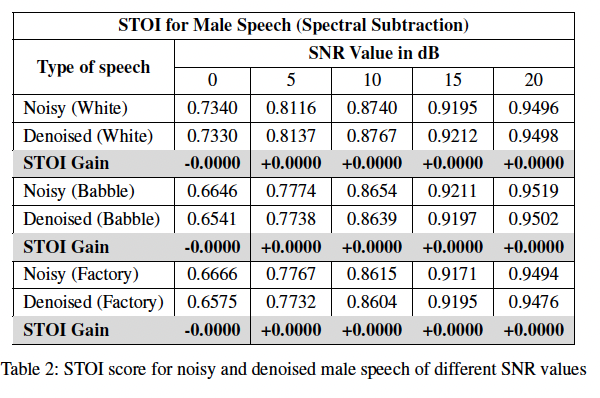 STOI for Male Speech (Spectral Subtraction)
Type of speech SNR Value in dB
0 5 10 15 20
Noisy (White) 0.7340 0.8116 0.8740 0.9195 0.9496
Denoised (White) 0.7330 0.8137 0.8767 0.9212 0.9498
STOI Gain -0.0000 +0.0000 +0.0000 +0.0000 +0.0000
Noisy (Babble) 0.6646 0.7774 0.8654 0.9211 0.9519
Denoised (Babble) 0.6541 0.7738 0.8639 0.9197 0.9502
STOI Gain -0.0000 +0.0000 +0.0000 +0.0000 +0.0000
Noisy (Factory) 0.6666 0.7767 0.8615 0.9171 0.9494
Denoised (Factory) 0.6575 0.7732 0.8604 0.9195 0.9476
STOI Gain -0.0000 +0.0000 +0.0000 +0.0000 +0.0000
Table 2: STOI score for noisy and denoised male speech of different SNR values